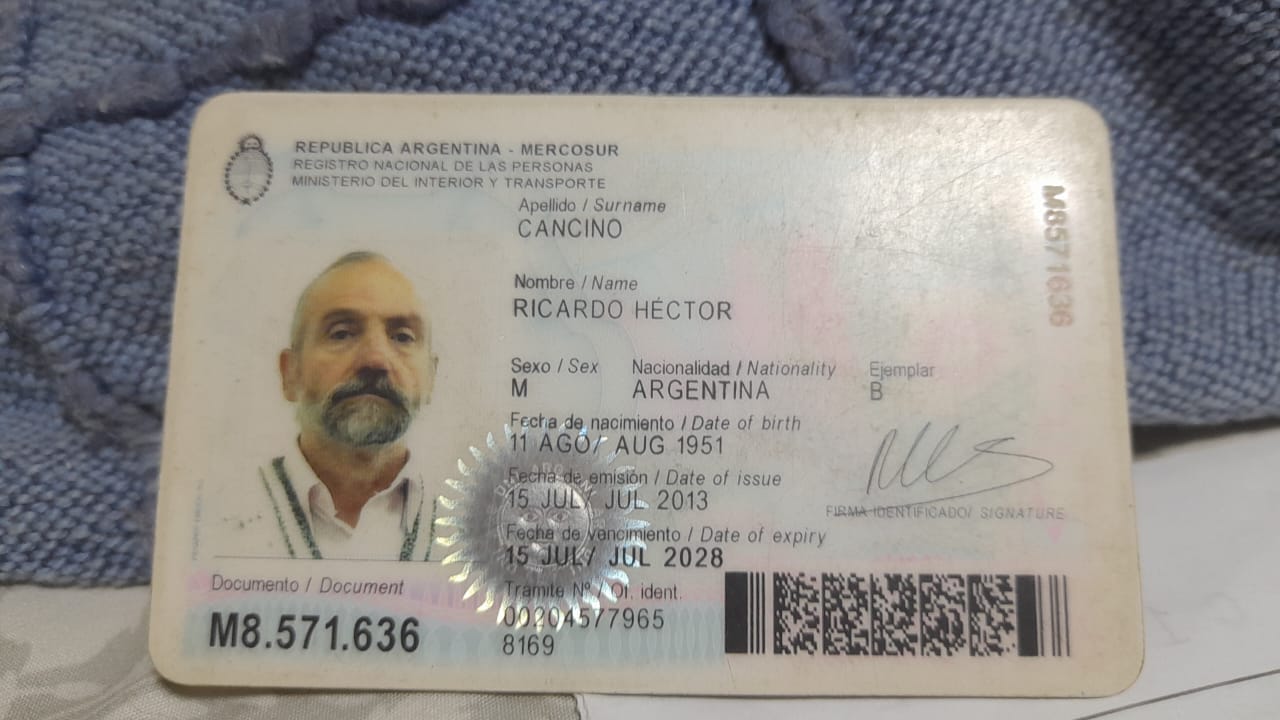 REPUBLICA ARGENTINA - MERCOSUR
REGISTRO NACIONAL DE LAS PERSONAS
MINISTERIO DEL INTERIOR Y TRANSPORTE
Apellido / Surname
CANCINO
Nombre / Name
RICARDO HÉCTOR
Sexo / Sex Nacionalidad / Nationality Ejemplar
M ARGENTINA B
Fecha de nacimiento / Date of birth
11 AGO/ AUG 1951
Fecha de emisión / Date of issue
15 JUL/ JUL 2013
FIRMA IDENTIFICADO/ SIGNATURE
Fecha de vencimiento / Date of expiry
15 JUL/ JUL 2028
Documento / Document
M8.571.636
Trámite Nº / Of. ident.
00204577965
8169
M8571636